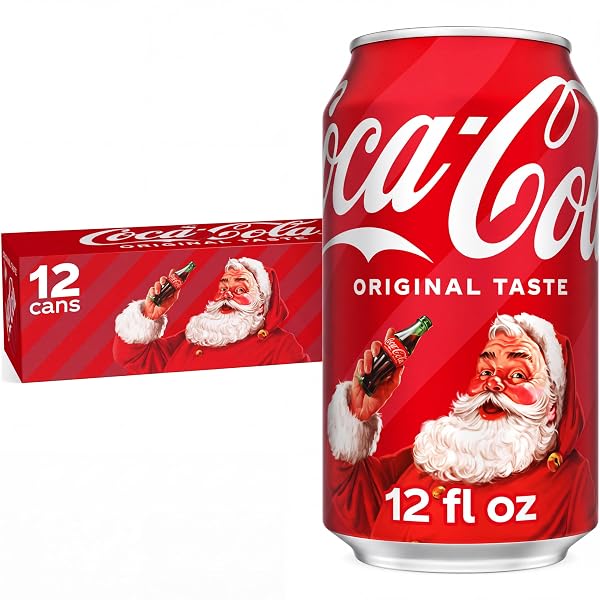 Coca-Cola
ORIGINAL TASTE
12
cans
Coca-Cola
ORIGINAL TASTE
Coca-Cola
12 fl oz